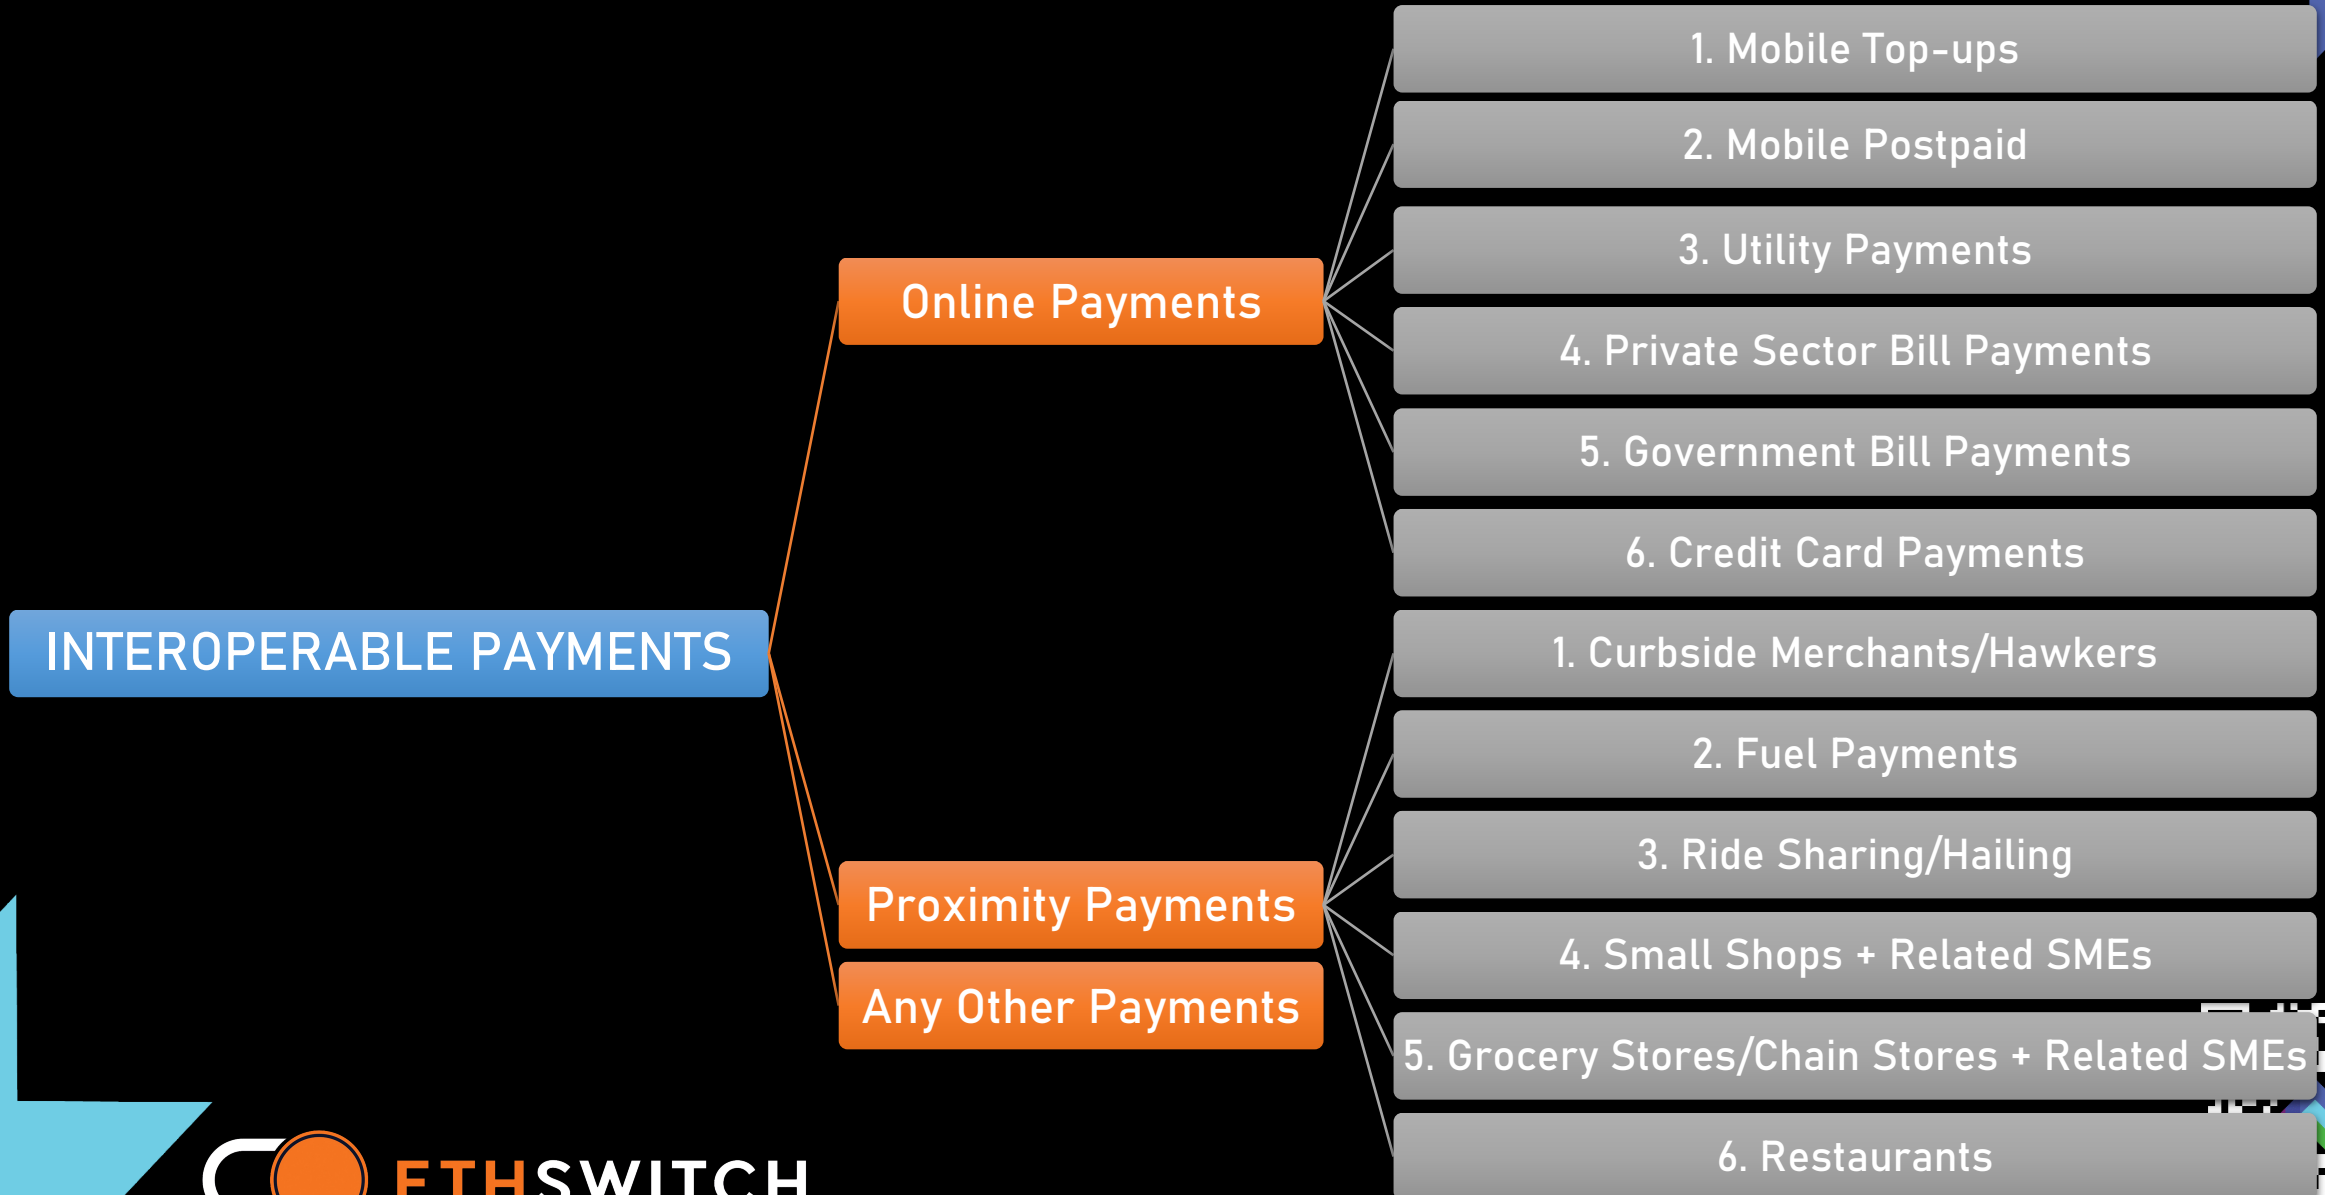 INTEROPERABLE PAYMENTS
Online Payments
1. Mobile Top-ups
2. Mobile Postpaid
3. Utility Payments
4. Private Sector Bill Payments
5. Government Bill Payments
6. Credit Card Payments
Proximity Payments
1. Curbside Merchants/Hawkers
2. Fuel Payments
3. Ride Sharing/Hailing
4. Small Shops + Related SMEs
5. Grocery Stores/Chain Stores + Related SMEs
6. Restaurants
Any Other Payments
ETHSWITCH